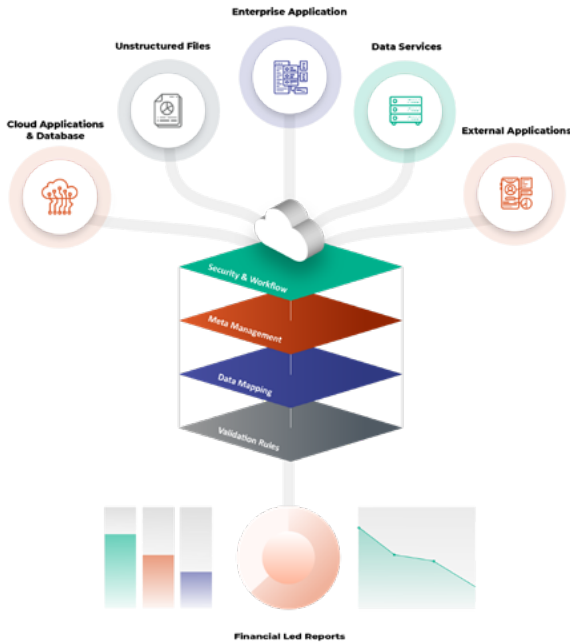 Enterprise Application
Unstructured Files
Data Services
Cloud Applications
& Database
External Applications
Security & Workflow
Meta Management
Data Mapping
Validation Rules
Financial Led Reports